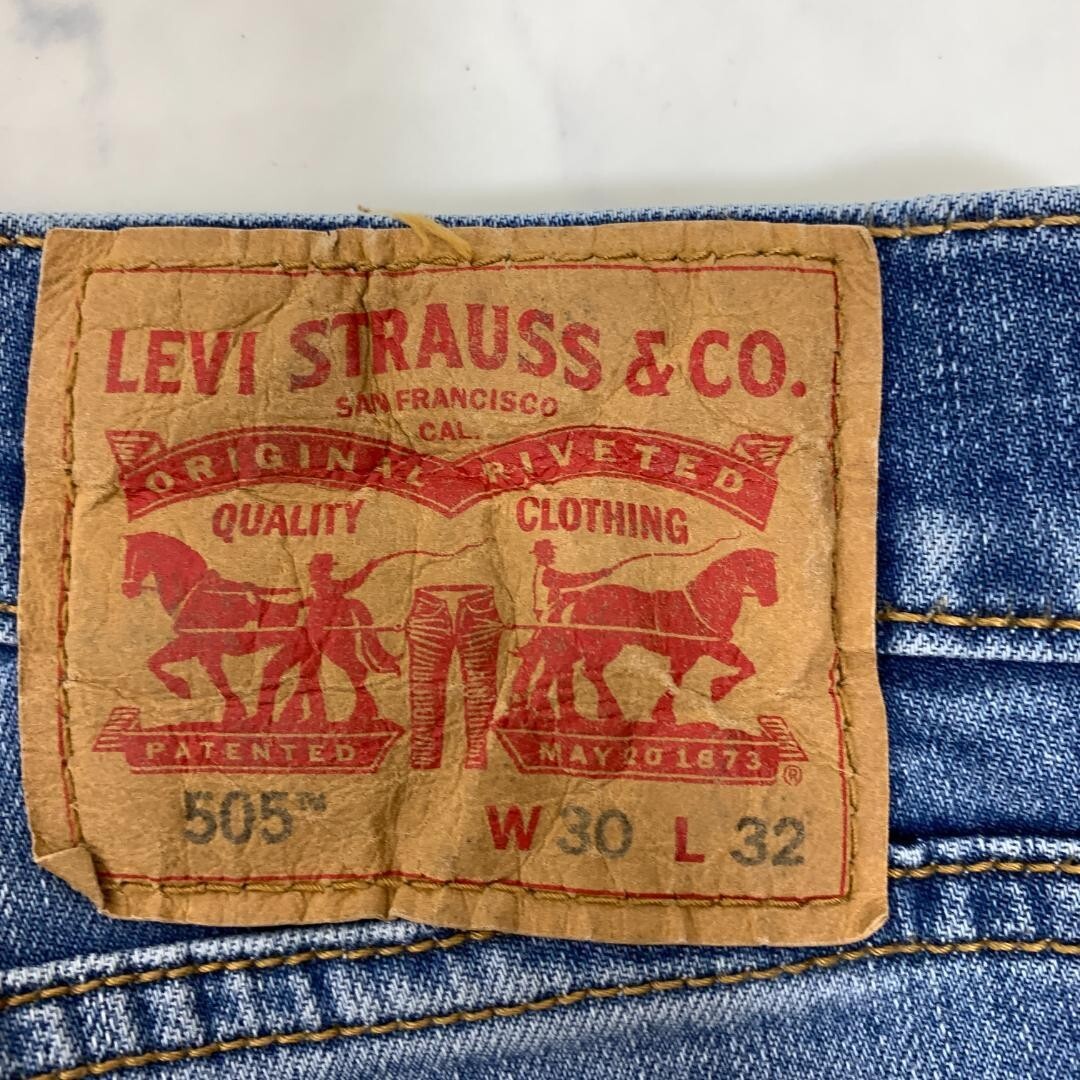 LEVI STRAUSS & CO.
SAN FRANCISCO
CAL.
ORIGINAL RIVETED
QUALITY CLOTHING
PATENTED MAY 20 1873 ®
505™ W 30 L 32